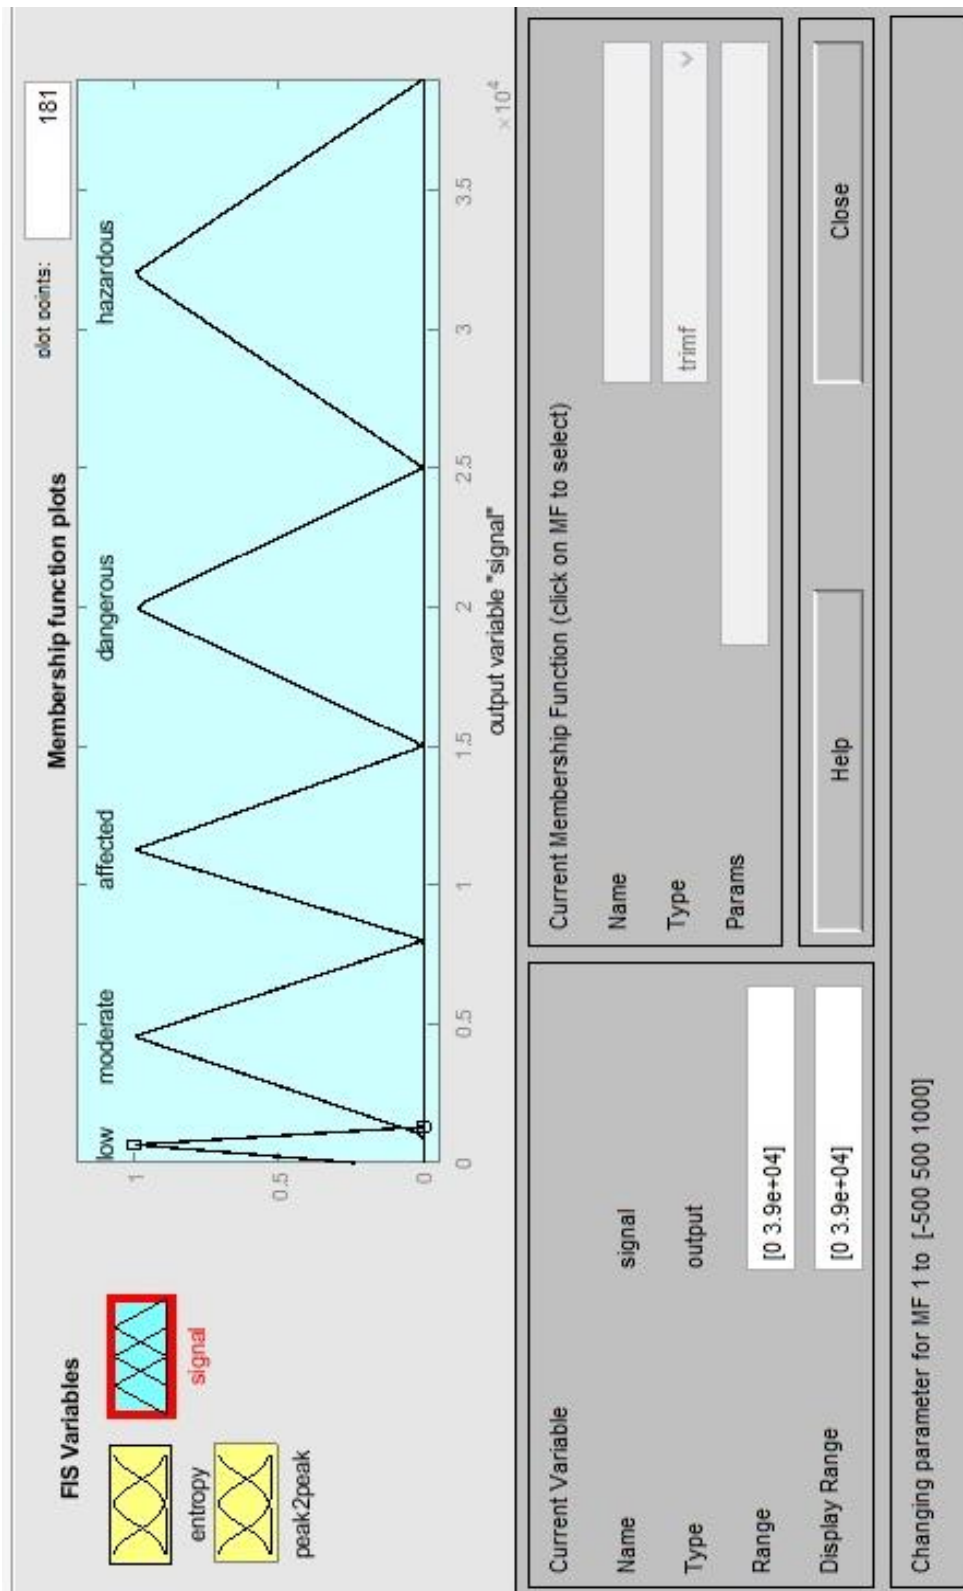 FIS Variables
entropy
peak2peak
signal
Membership function plots
plot points:
181
low
moderate
affected
dangerous
hazardous
1
0.5
0
0
0.5
1
1.5
2
2.5
3
3.5
×10⁴
output variable "signal"
Current Variable
Name
signal
Type
output
Range
[0 3.9e+04]
Display Range
[0 3.9e+04]
Current Membership Function (click on MF to select)
Name
Type
trimf
Params
Help
Close
Changing parameter for MF 1 to [-500 500 1000]